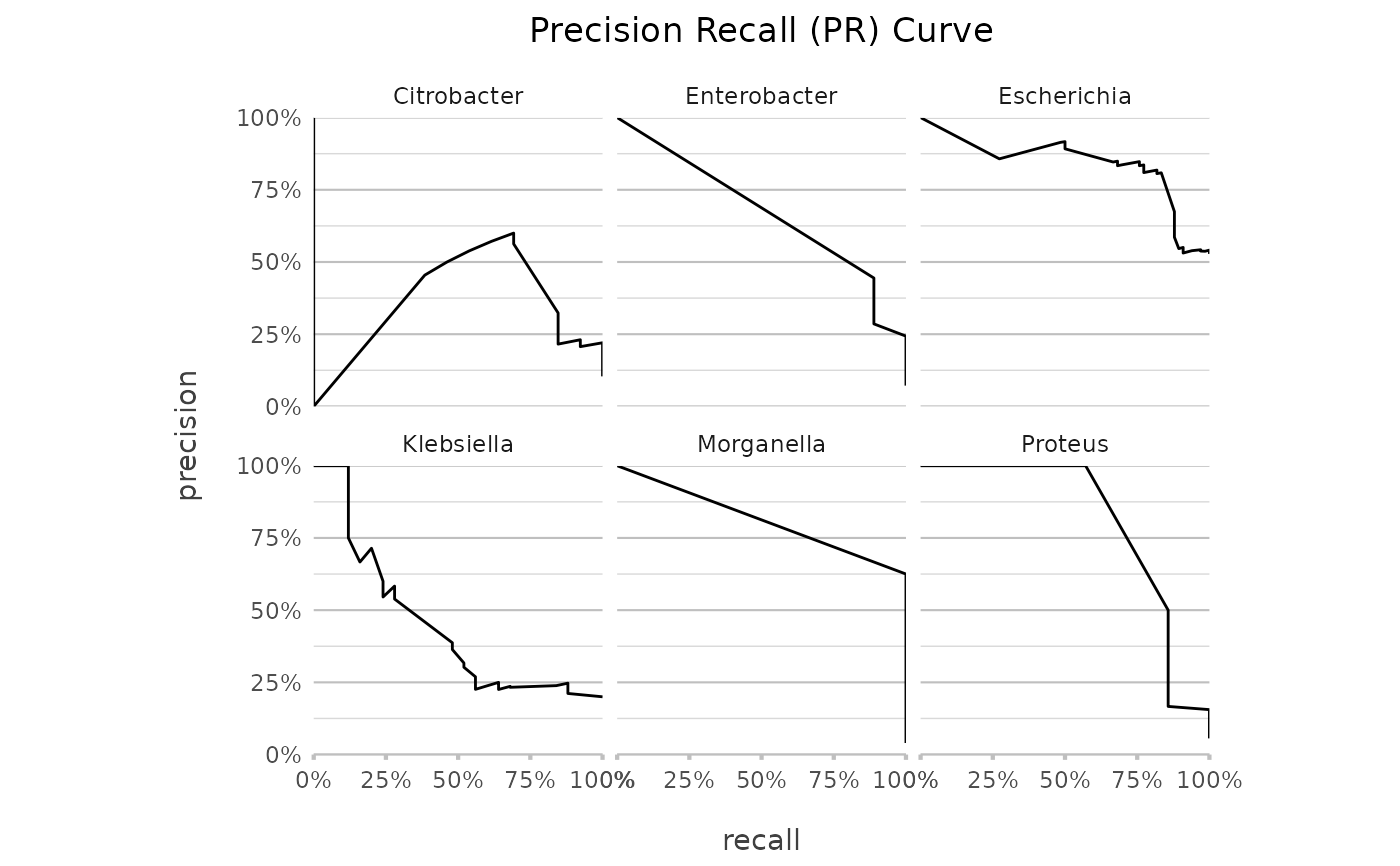 Precision Recall (PR) Curve
Citrobacter Enterobacter Escherichia
100%
75%
50%
25%
0%
Klebsiella Morganella Proteus
100%
75%
50%
25%
0%
0% 25% 50% 75% 100% 0% 25% 50% 75% 100% 0% 25% 50% 75% 100%
precision
recall